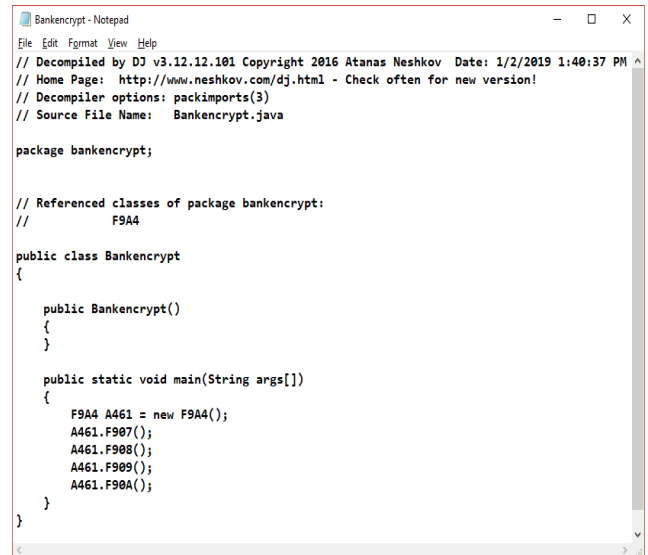 Bankencrypt - Notepad
File Edit Format View Help
// Decompiled by DJ v3.12.12.101 Copyright 2016 Atanas Neshkov  Date: 1/2/2019 1:40:37 PM
// Home Page:  http://www.neshkov.com/dj.html - Check often for new version!
// Decompiler options: packimports(3)
// Source File Name:   Bankencrypt.java

package bankencrypt;


// Referenced classes of package bankencrypt:
//            F9A4

public class Bankencrypt
{

    public Bankencrypt()
    {
    }

    public static void main(String args[])
    {
        F9A4 A461 = new F9A4();
        A461.F907();
        A461.F908();
        A461.F909();
        A461.F90A();
    }
}